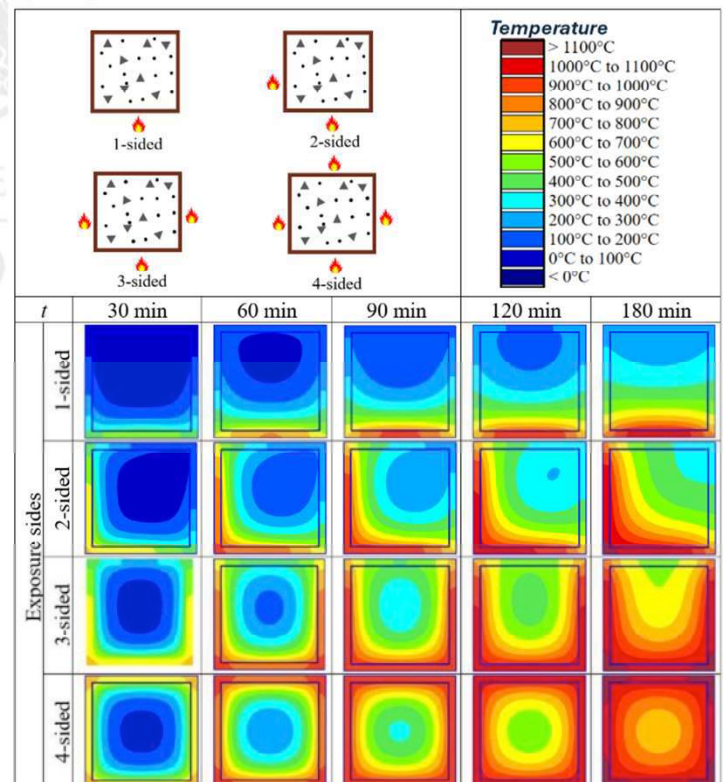 Temperature
> 1100°C
1000°C to 1100°C
900°C to 1000°C
800°C to 900°C
700°C to 800°C
600°C to 700°C
500°C to 600°C
400°C to 500°C
300°C to 400°C
200°C to 300°C
100°C to 200°C
0°C to 100°C
< 0°C
1-sided
2-sided
3-sided
4-sided
t 30 min 60 min 90 min 120 min 180 min
Exposure sides
1-sided
2-sided
3-sided
4-sided